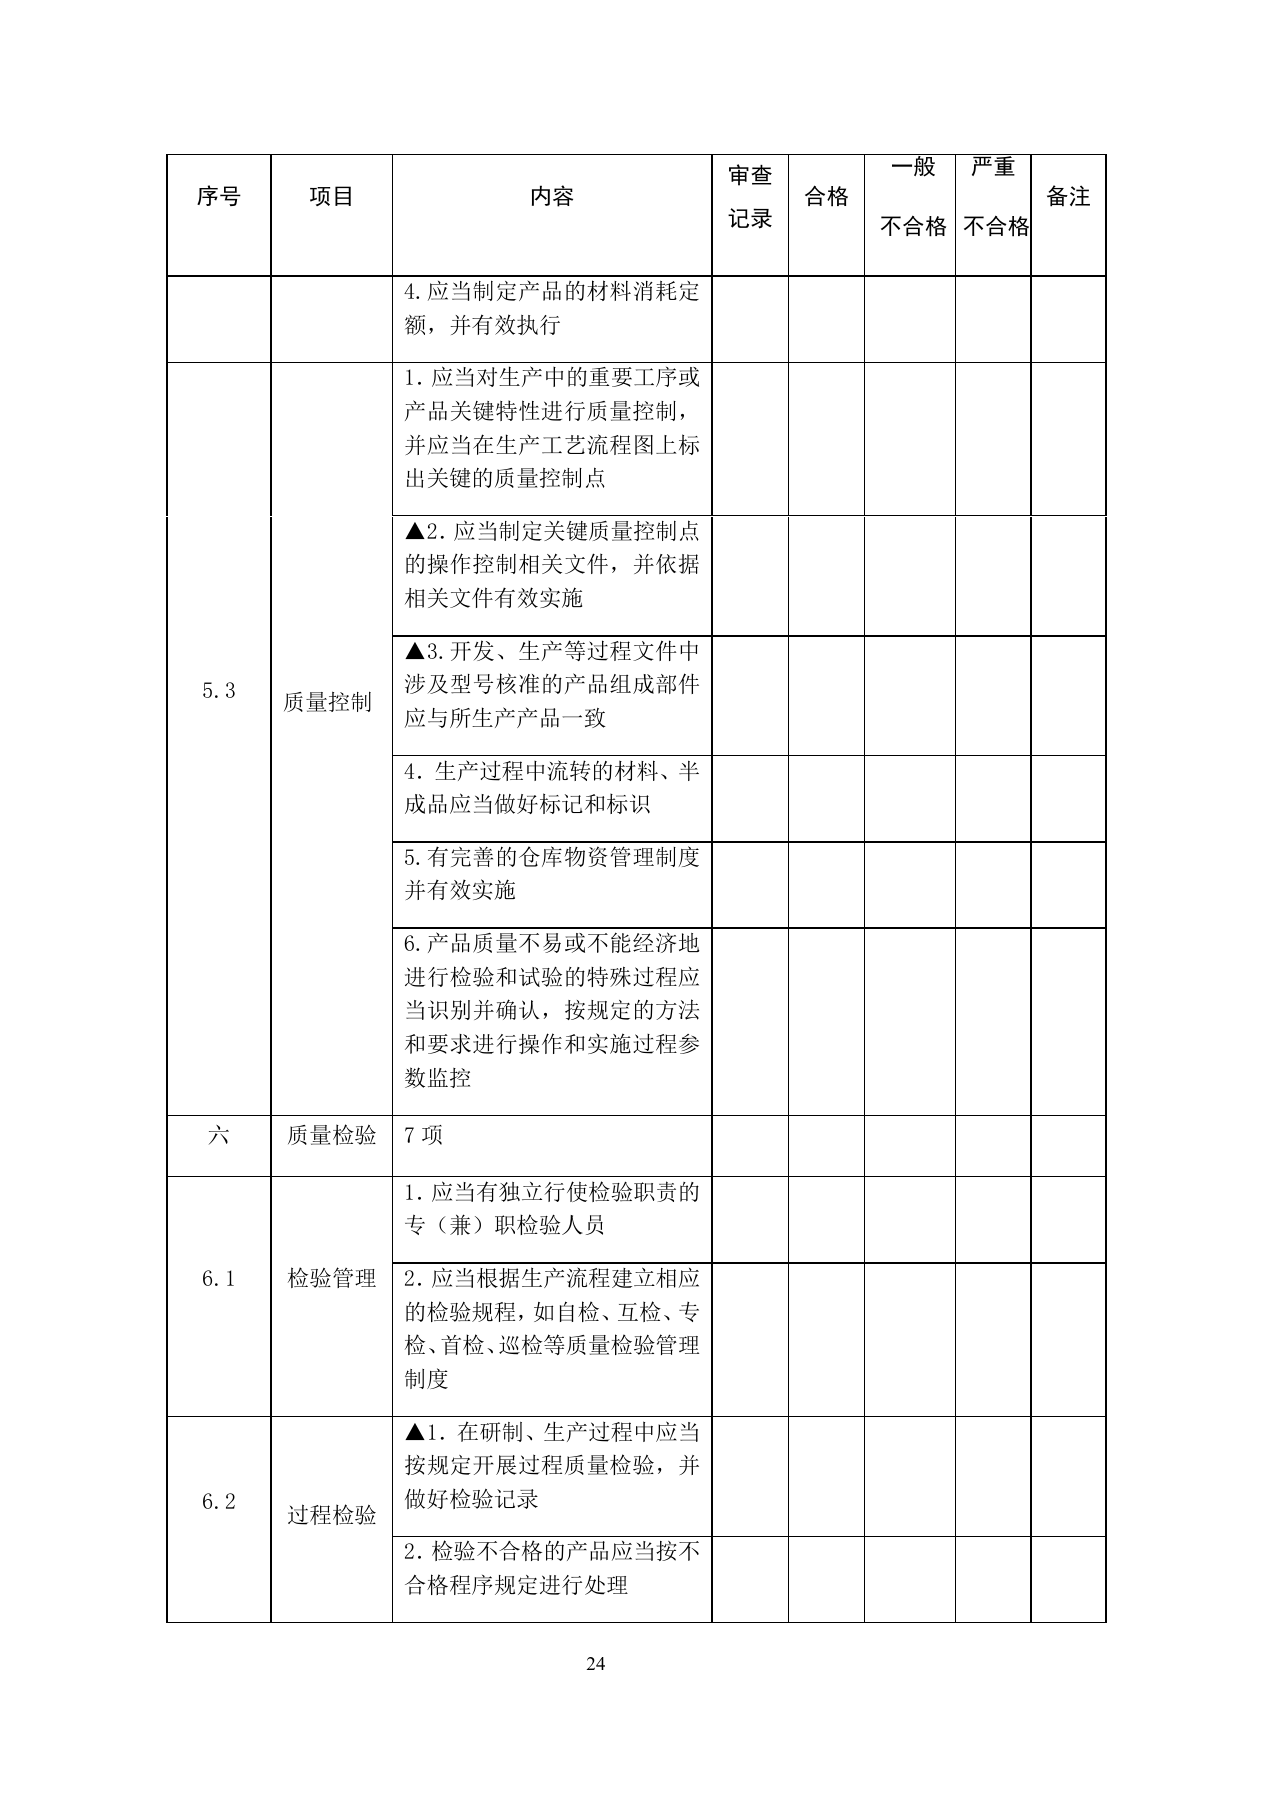 序号
项目
内容
审查
记录
合格
一般
不合格
严重
不合格
备注
4.应当制定产品的材料消耗定
额，并有效执行
5.3
质量控制
1.应当对生产中的重要工序或
产品关键特性进行质量控制，
并应当在生产工艺流程图上标
出关键的质量控制点
▲2.应当制定关键质量控制点
的操作控制相关文件，并依据
相关文件有效实施
▲3.开发、生产等过程文件中
涉及型号核准的产品组成部件
应与所生产产品一致
4. 生产过程中流转的材料、半
成品应当做好标记和标识
5.有完善的仓库物资管理制度
并有效实施
6.产品质量不易或不能经济地
进行检验和试验的特殊过程应
当识别并确认，按规定的方法
和要求进行操作和实施过程参
数监控
六
质量检验
7 项
6.1
检验管理
1.应当有独立行使检验职责的
专（兼）职检验人员
2.应当根据生产流程建立相应
的检验规程，如自检、互检、专
检、首检、巡检等质量检验管理
制度
6.2
过程检验
▲1. 在研制、生产过程中应当
按规定开展过程质量检验，并
做好检验记录
2.检验不合格的产品应当按不
合格程序规定进行处理
24